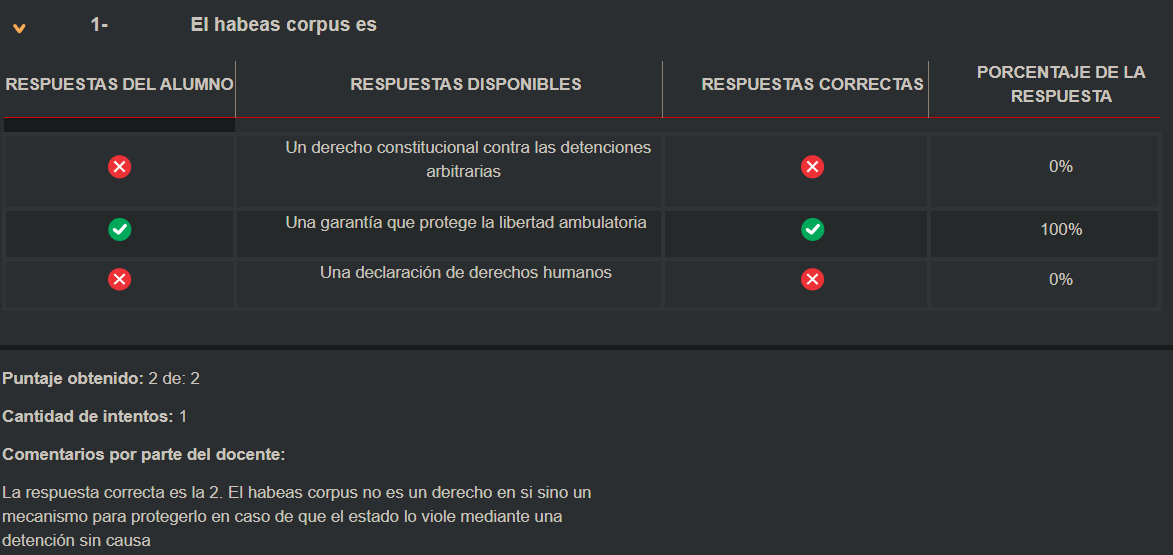 1- El habeas corpus es
RESPUESTAS DEL ALUMNO RESPUESTAS DISPONIBLES RESPUESTAS CORRECTAS PORCENTAJE DE LA
RESPUESTA
Un derecho constitucional contra las detenciones
arbitrarias
0%
Una garantía que protege la libertad ambulatoria
100%
Una declaración de derechos humanos
0%
Puntaje obtenido: 2 de: 2
Cantidad de intentos: 1
Comentarios por parte del docente:
La respuesta correcta es la 2. El habeas corpus no es un derecho en si sino un
mecanismo para protegerlo en caso de que el estado lo viole mediante una
detención sin causa